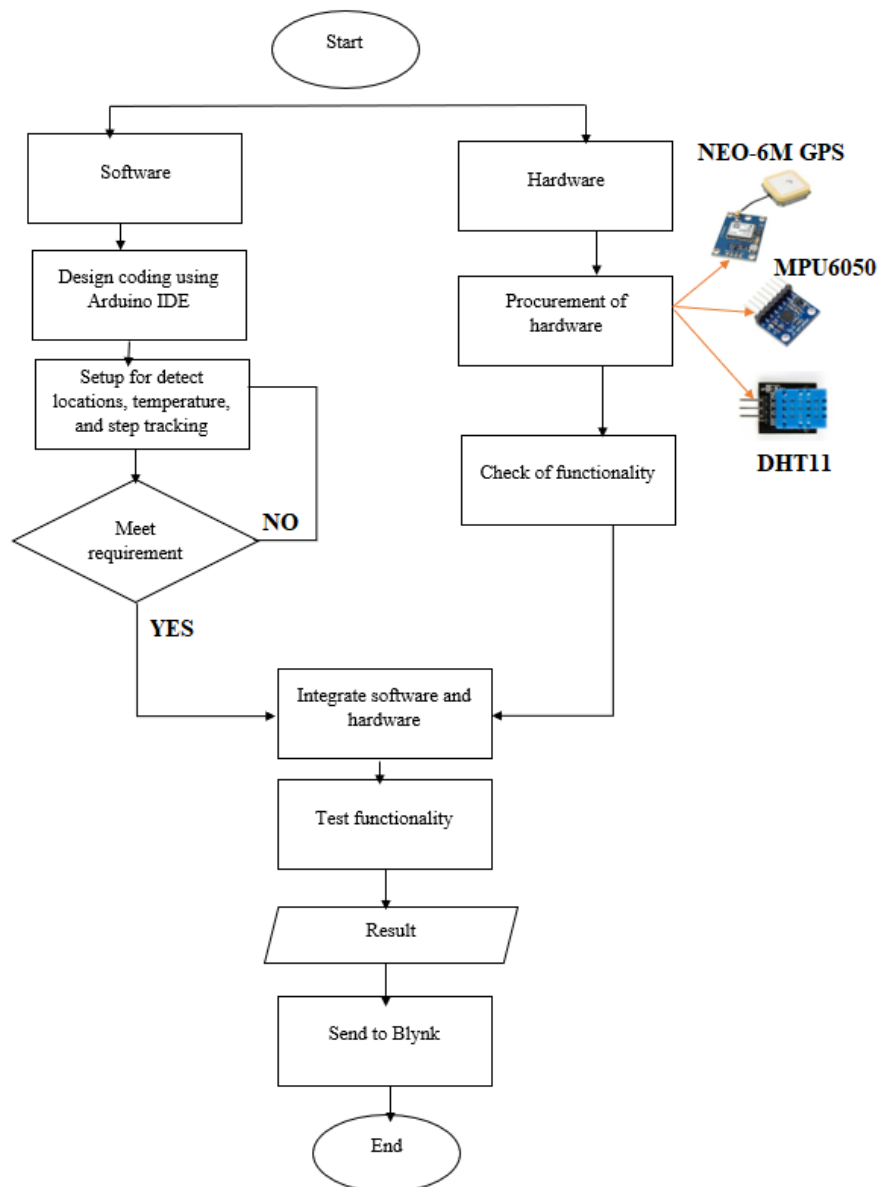 Start
Software
Design coding using
Arduino IDE
Setup for detect
locations, temperature,
and step tracking
Meet
requirement
NO
YES
Hardware
Procurement of
hardware
NEO-6M GPS
MPU6050
DHT11
Check of functionality
Integrate software and
hardware
Test functionality
Result
Send to Blynk
End